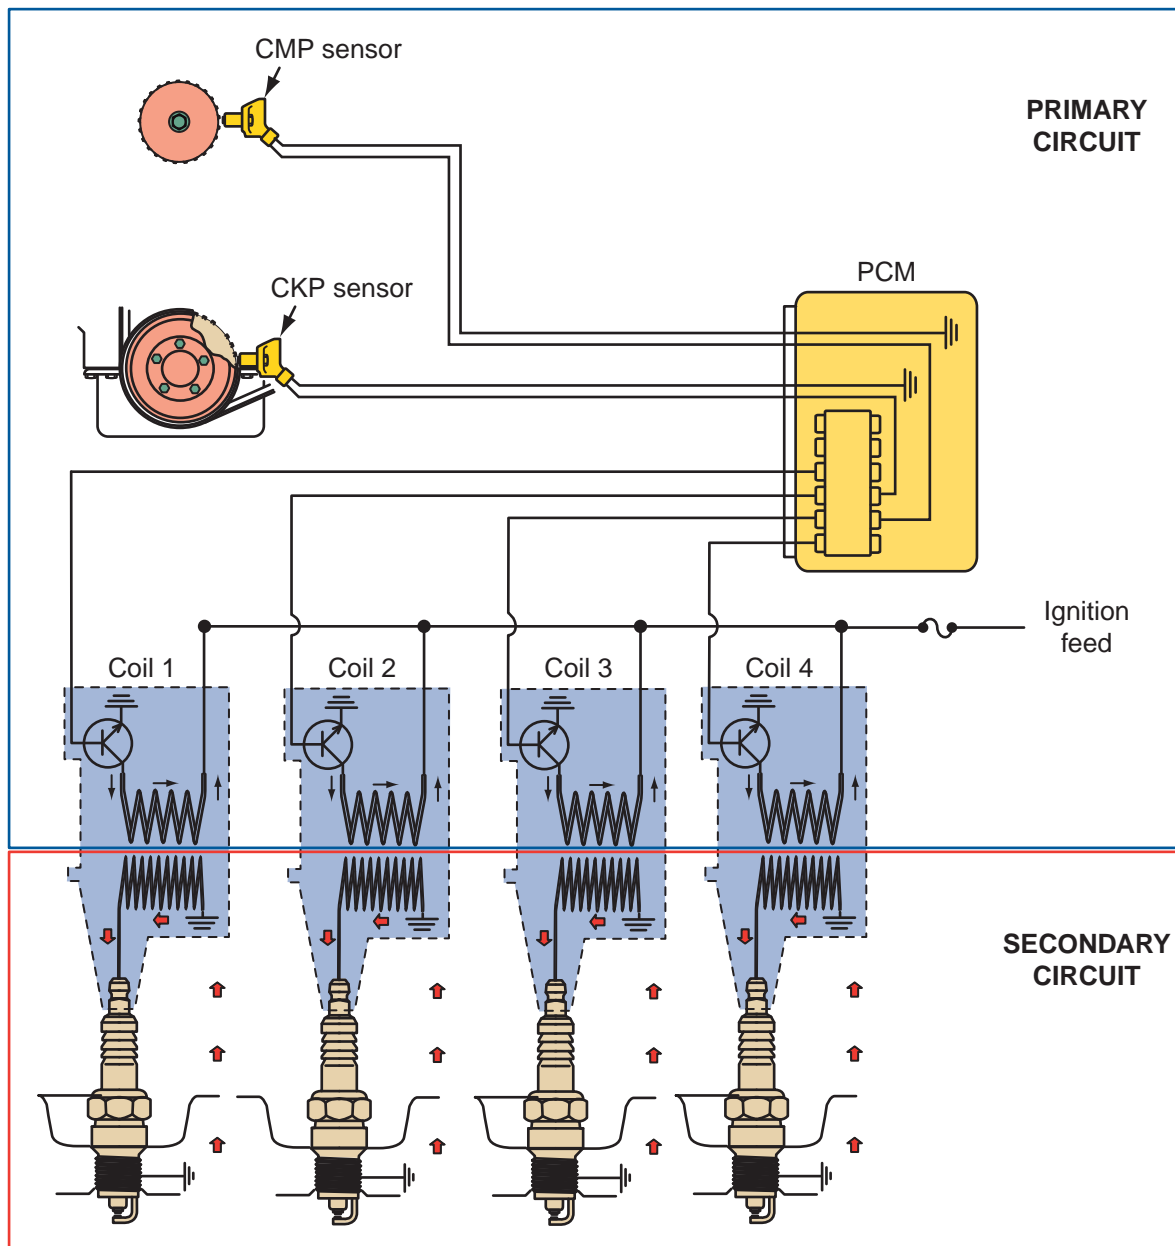 CMP sensor
PRIMARY
CIRCUIT
PCM
CKP sensor
Ignition
feed
Coil 1
Coil 2
Coil 3
Coil 4
SECONDARY
CIRCUIT